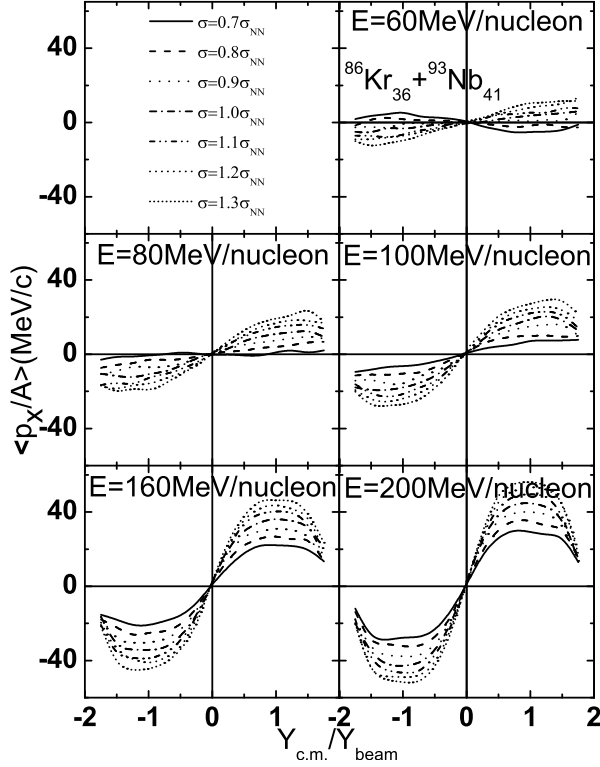 σ=0.7σNN
σ=0.8σNN
σ=0.9σNN
σ=1.0σNN
σ=1.1σNN
σ=1.2σNN
σ=1.3σNN
E=60MeV/nucleon
86Kr36+93Nb41
40
0
-40
E=80MeV/nucleon
E=100MeV/nucleon
40
0
-40
<px/A>(MeV/c)
E=160MeV/nucleon
E=200MeV/nucleon
40
0
-40
-2 -1 0 1 -2 -1 0 1 2
Yc.m./Ybeam